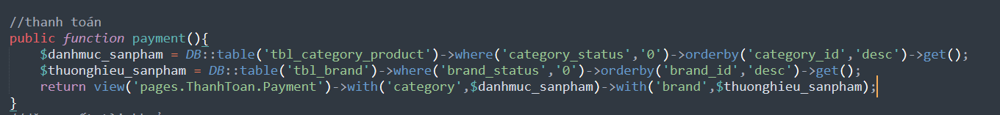 //thanh toán
public function payment(){
$danhmuc_sanpham = DB::table('tbl_category_product')->where('category_status','0')->orderby('category_id','desc')->get();
$thuonghieu_sanpham = DB::table('tbl_brand')->where('brand_status','0')->orderby('brand_id','desc')->get();
return view('pages.ThanhToan.Payment')->with('category',$danhmuc_sanpham)->with('brand',$thuonghieu_sanpham);
}